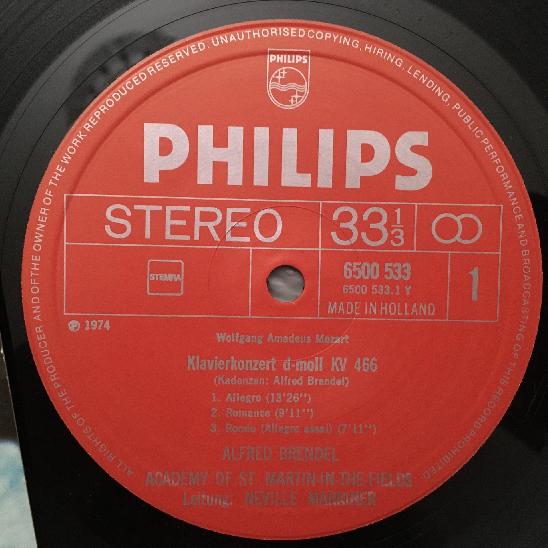 ALL RIGHTS OF THE PRODUCER AND OF THE OWNER OF THE WORK REPRODUCED RESERVED. UNAUTHORISED COPYING, HIRING, LENDING, PUBLIC PERFORMANCE AND BROADCASTING OF THIS RECORD PROHIBITED
PHILIPS
PHILIPS
STEREO 33 1/3
STEMRA
6500 533
6500 533.1 Y
MADE IN HOLLAND
1
℗ 1974
Wolfgang Amadeus Mozart
Klavierkonzert d-moll KV 466
(Kadenzen: Alfred Brendel)
1. Allegro (13'26'')
2. Romance (9'11'')
3. Rondo (Allegro assai) (7'11'')
ALFRED BRENDEL
ACADEMY OF ST. MARTIN-IN-THE-FIELDS
Leitung: NEVILLE MARRINER